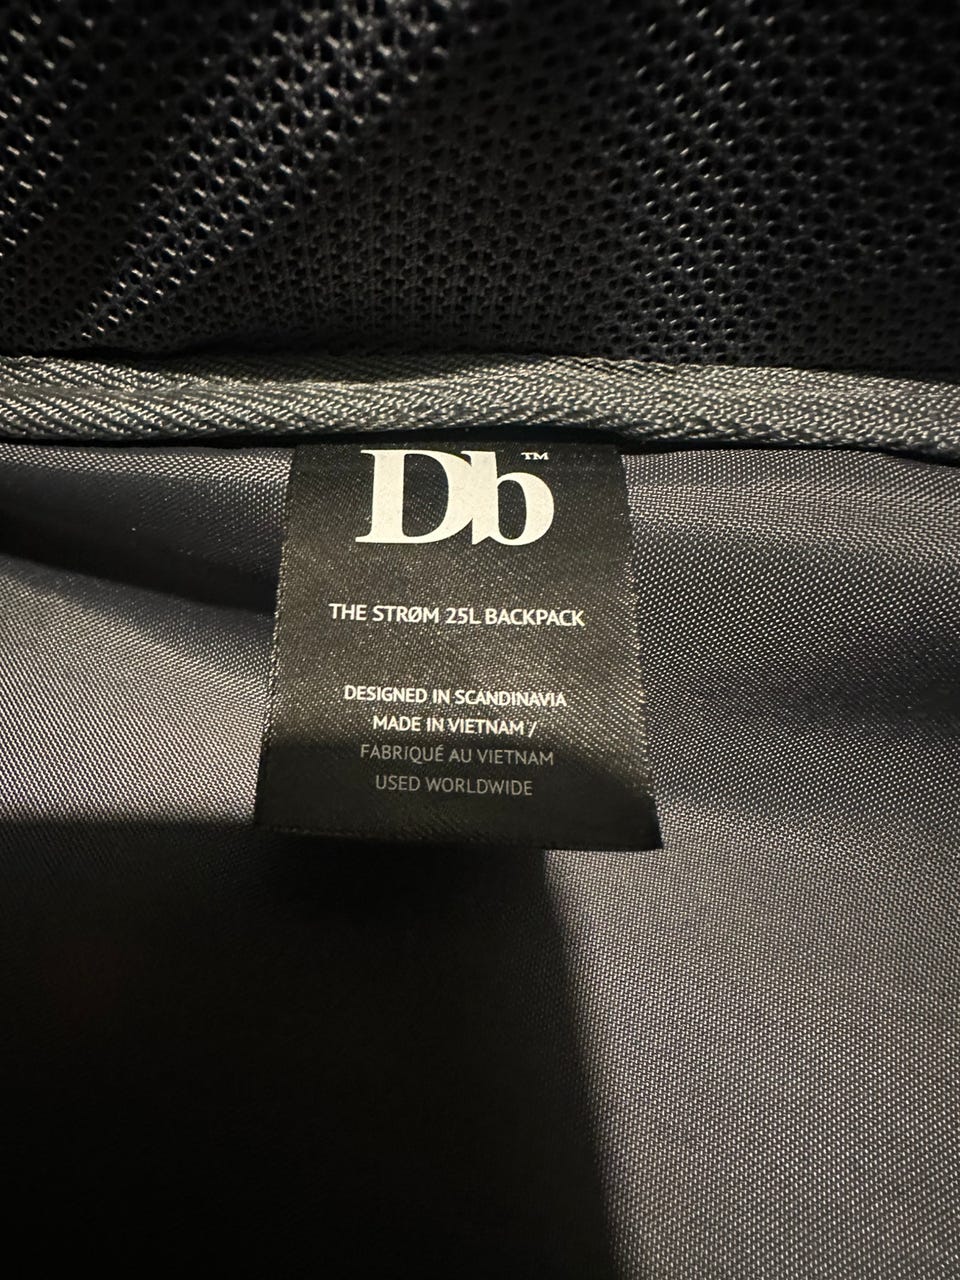 Db™
THE STRØM 25L BACKPACK
DESIGNED IN SCANDINAVIA
MADE IN VIETNAM /
FABRIQUÉ AU VIETNAM
USED WORLDWIDE